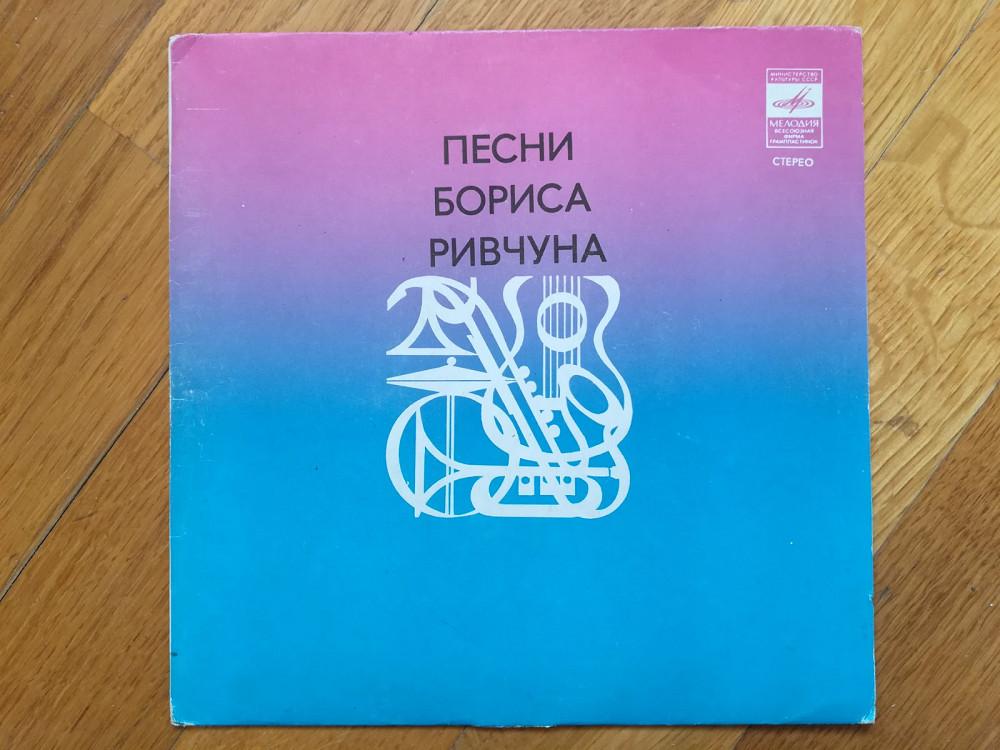 ПЕСНИ
БОРИСА
РИВЧУНА
МИНИСТЕРСТВО
КУЛЬТУРЫ СССР
МЕЛОДИЯ
ВСЕСОЮЗНАЯ
ФИРМА
ГРАМПЛАСТИНОК
СТЕРЕО